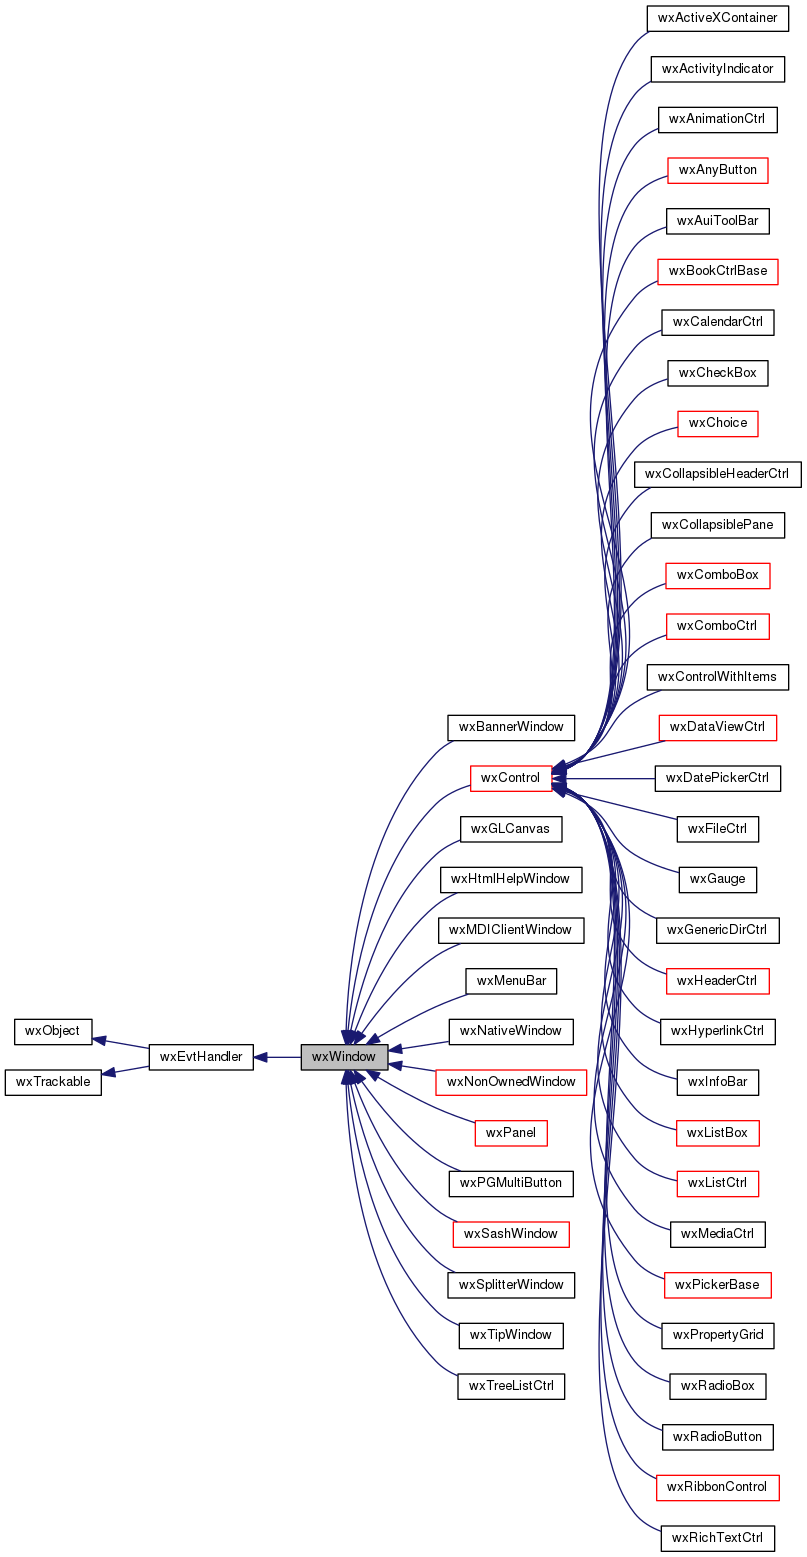 wxObject
wxTrackable
wxEvtHandler
wxWindow
wxBannerWindow
wxControl
wxGLCanvas
wxHtmlHelpWindow
wxMDIClientWindow
wxMenuBar
wxNativeWindow
wxNonOwnedWindow
wxPanel
wxPGMultiButton
wxSashWindow
wxSplitterWindow
wxTipWindow
wxTreeListCtrl
wxActiveXContainer
wxActivityIndicator
wxAnimationCtrl
wxAnyButton
wxAuiToolBar
wxBookCtrlBase
wxCalendarCtrl
wxCheckBox
wxChoice
wxCollapsibleHeaderCtrl
wxCollapsiblePane
wxComboBox
wxComboCtrl
wxControlWithItems
wxDataViewCtrl
wxDatePickerCtrl
wxFileCtrl
wxGauge
wxGenericDirCtrl
wxHeaderCtrl
wxHyperlinkCtrl
wxInfoBar
wxListBox
wxListCtrl
wxMediaCtrl
wxPickerBase
wxPropertyGrid
wxRadioBox
wxRadioButton
wxRibbonControl
wxRichTextCtrl